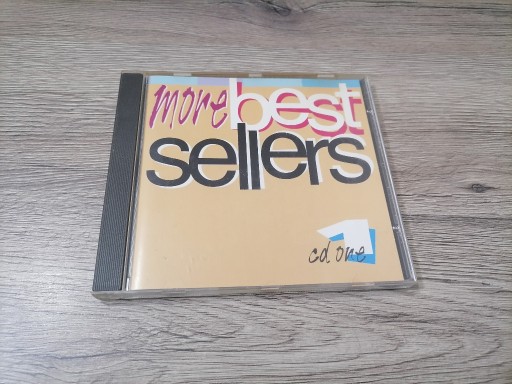 more best
sellers
cd one
1